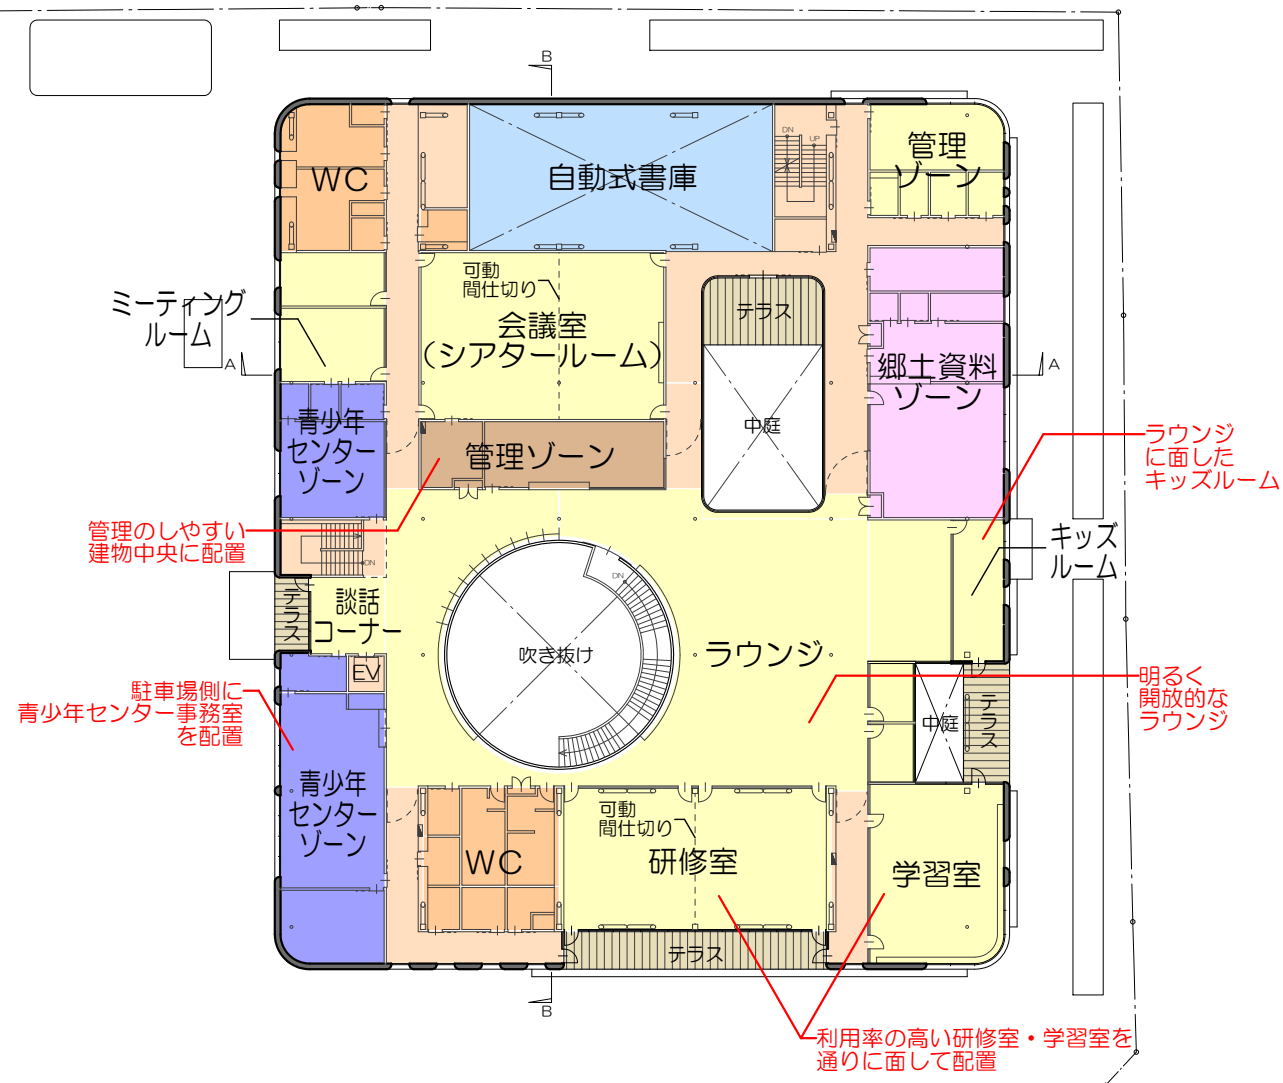 B
WC
自動式書庫
DN
UP
管理
ゾーン
可動
間仕切り
会議室
(シアタールーム)
テラス
ミーティング
ルーム
A
A
郷土資料
ゾーン
中庭
青少年
センター
ゾーン
管理ゾーン
ラウンジ
に面した
キッズルーム
管理のしやすい
建物中央に配置
キッズ
ルーム
DN
DN
テラス
談話
コーナー
吹き抜け
ラウンジ
EV
駐車場側に
青少年センター事務室
を配置
明るく
開放的な
ラウンジ
中庭
テラス
青少年
センター
ゾーン
可動
間仕切り
WC
研修室
学習室
テラス
B
利用率の高い研修室・学習室を
通りに面して配置